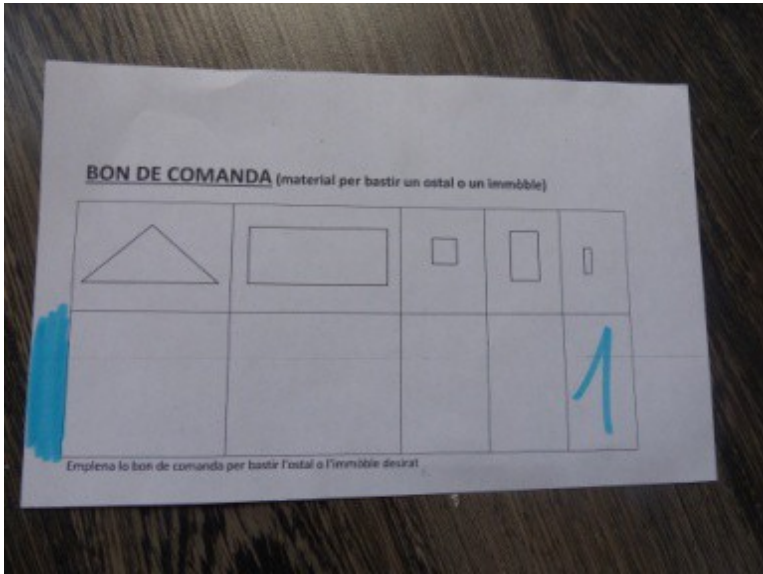 BON DE COMANDA (material per bastir un ostal o un immòble)
1
Emplena lo bon de comanda per bastir l'ostal o l'immòble desirat